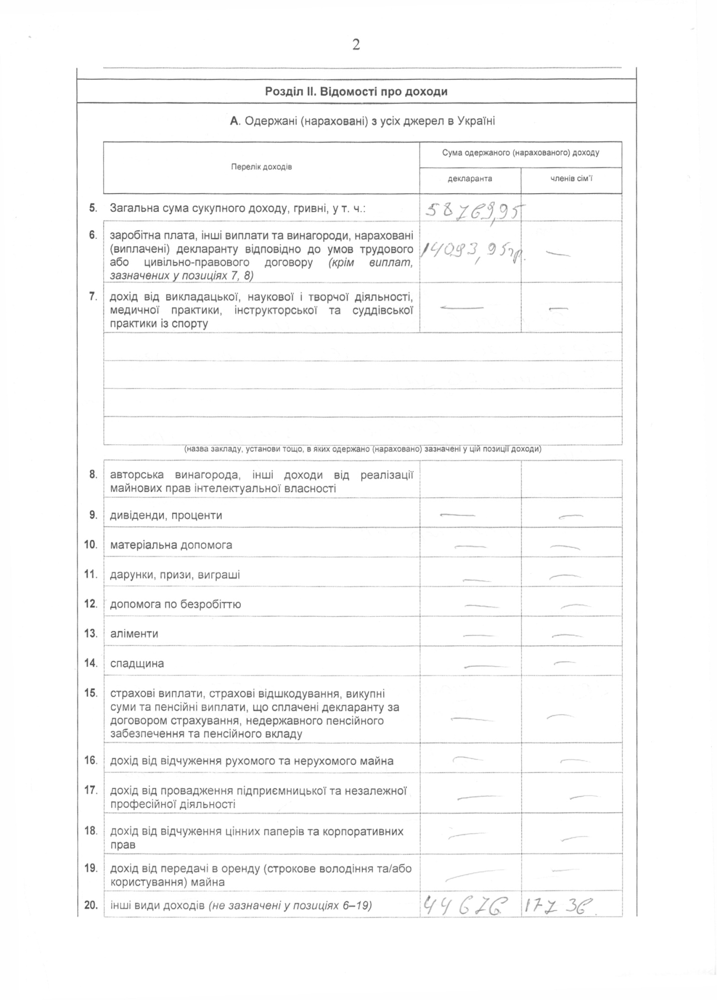 2
Розділ II. Відомості про доходи
А. Одержані (нараховані) з усіх джерел в Україні
Перелік доходів
Сума одержаного (нарахованого) доходу
декларанта
членів сім’ї
5. Загальна сума сукупного доходу, гривні, у т. ч.: 58769,95
6. заробітна плата, інші виплати та винагороди, нараховані
(виплачені) декларанту відповідно до умов трудового 14093,95гр. —
або цивільно-правового договору (крім виплат,
зазначених у позиціях 7, 8)
7. дохід від викладацької, наукової і творчої діяльності,
медичної практики, інструкторської та суддівської — —
практики із спорту
(назва закладу, установи тощо, в яких одержано (нараховано) зазначені у цій позиції доходи)
8. авторська винагорода, інші доходи від реалізації
майнових прав інтелектуальної власності
9. дивіденди, проценти — —
10. матеріальна допомога — —
11. дарунки, призи, виграші — —
12. допомога по безробіттю — —
13. аліменти — —
14. спадщина — —
15. страхові виплати, страхові відшкодування, викупні
суми та пенсійні виплати, що сплачені декларанту за
договором страхування, недержавного пенсійного — —
забезпечення та пенсійного вкладу
16. дохід від відчуження рухомого та нерухомого майна — —
17. дохід від провадження підприємницької та незалежної
професійної діяльності — —
18. дохід від відчуження цінних паперів та корпоративних — —
прав
19. дохід від передачі в оренду (строкове володіння та/або — —
користування) майна
20. інші види доходів (не зазначені у позиціях 6–19) 44676 17736.